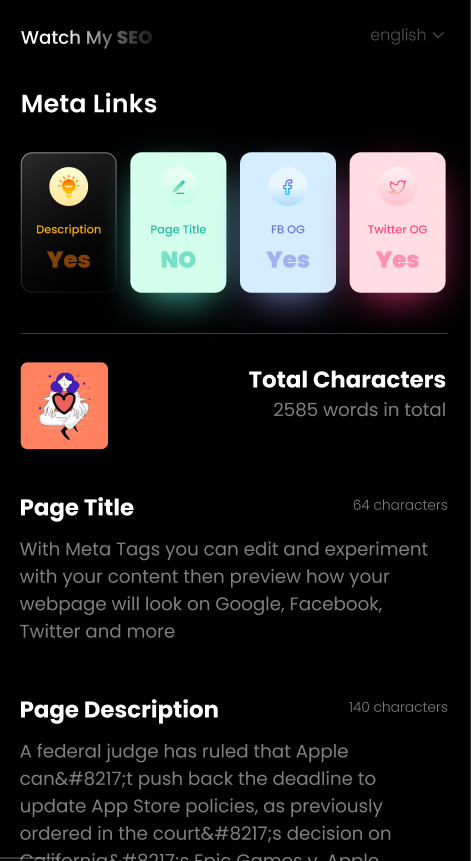 Watch My SEO
english
Meta Links
Description
Yes
Page Title
NO
FB OG
Yes
Twitter OG
Yes
Total Characters
2585 words in total
Page Title
64 characters
With Meta Tags you can edit and experiment
with your content then preview how your
webpage will look on Google, Facebook,
Twitter and more
Page Description
140 characters
A federal judge has ruled that Apple
can&#8217;t push back the deadline to
update App Store policies, as previously
ordered in the court&#8217;s decision on
California&#8217;s Epic Games v. Apple